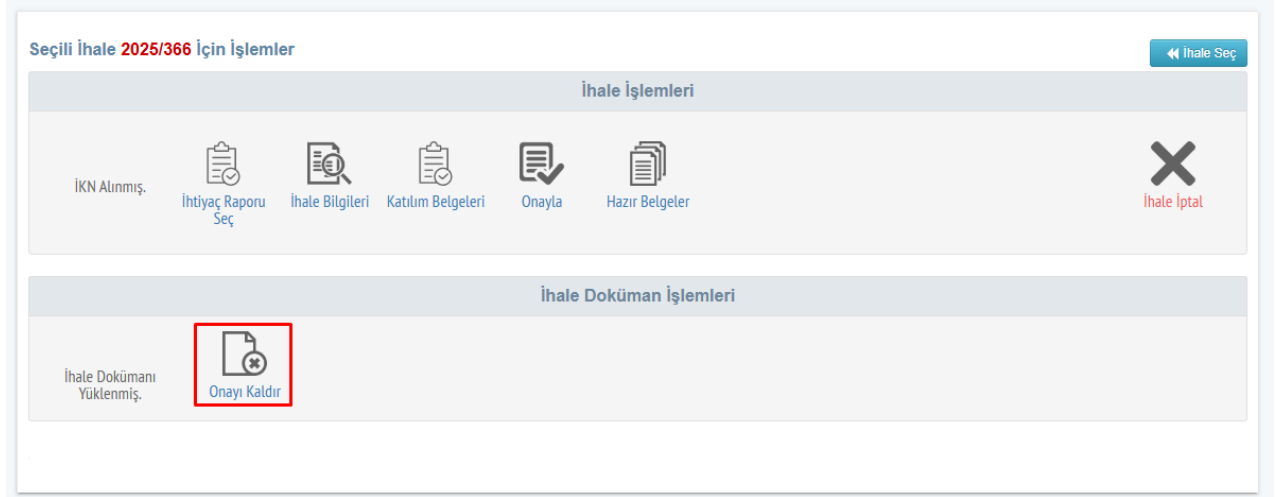 Seçili İhale 2025/366 İçin İşlemler
İhale Seç
İhale İşlemleri
İKN Alınmış.
İhtiyaç Raporu
Seç
İhale Bilgileri
Katılım Belgeleri
Onayla
Hazır Belgeler
İhale İptal
İhale Doküman İşlemleri
İhale Dokümanı
Yüklenmiş.
Onayı Kaldır